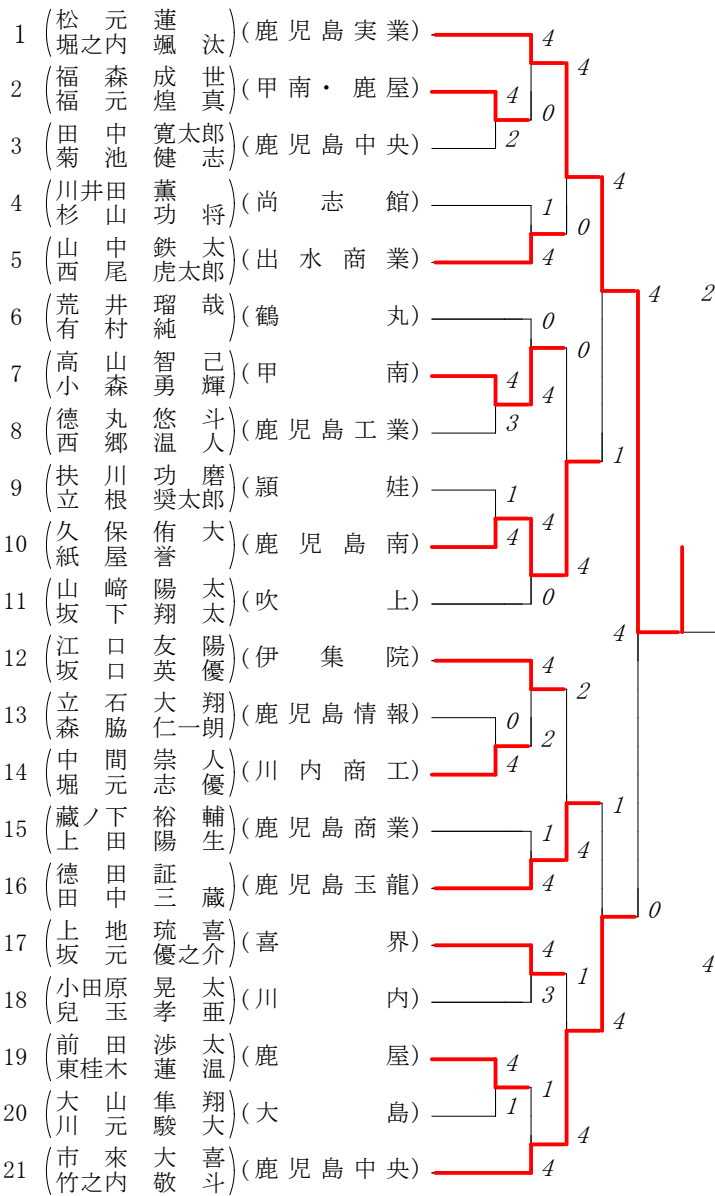 1 松元蓮 堀之内颯汰 (鹿児島実業) 4
4
2 福森成世 福元煌真 (甲南・鹿屋) 4 0
3 田中寛太郎 菊池健志 (鹿児島中央) 2
4
4 川井田薫 杉山功将 (尚志館) 1
0
5 山中鉄太 西尾虎太郎 (出水商業) 4
4 2
6 荒井瑠哉 有村純 (鶴丸) 0
0
7 高山智己 小森勇輝 (甲南) 4 4
8 德丸悠斗 西郷温人 (鹿児島工業) 3
1
9 扶川功磨 立根奨太郎 (頴娃) 1
10 久保侑大 紙屋誉 (鹿児島南) 4 4
4
11 山﨑陽太 坂下翔太 (吹上) 0
4
12 江口友陽 坂口英優 (伊集院) 4
2
13 立石大翔 森脇仁一朗 (鹿児島情報) 0 2
14 中間崇人 堀元志優 (川内商工) 4
1
15 藏ノ下裕輔 上田陽生 (鹿児島商業) 1
4
16 德田証 田中三蔵 (鹿児島玉龍) 4
0
17 上地琉喜 坂元優之介 (喜界) 4
1
4
18 小田原晃太 兒玉孝亜 (川内) 3
4
19 前田渉太 東桂木蓮温 (鹿屋) 4
1
20 大山隼翔 川元駿大 (大島) 1
4
21 市來大喜 竹之内敬斗 (鹿児島中央) 4